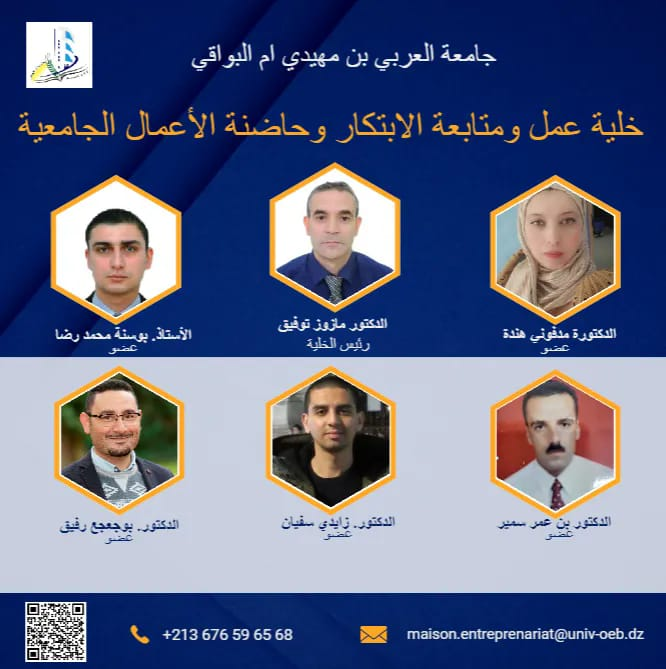 جامعة العربي بن مهيدي ام البواقي
خلية عمل ومتابعة الابتكار وحاضنة الأعمال الجامعية
الدكتورة مدفوني هندة
عضو
الدكتور مازوز توفيق
رئيس الخلية
الأستاذ. بوسنة محمد رضا
عضو
الدكتور بن عمر سمير
عضو
الدكتور. زايدي سفيان
عضو
الدكتور. بوجعجع رفيق
عضو
+213 676 59 65 68
maison.entreprenariat@univ-oeb.dz